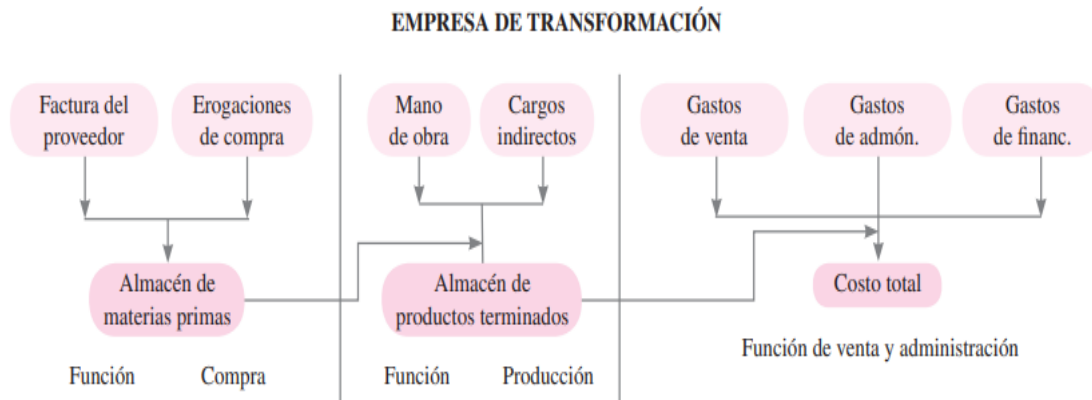 EMPRESA DE TRANSFORMACIÓN
Factura del
proveedor
Erogaciones
de compra
Almacén de
materias primas
Función Compra
Mano
de obra
Cargos
indirectos
Almacén de
productos terminados
Función Producción
Gastos
de venta
Gastos
de admón.
Gastos
de financ.
Costo total
Función de venta y administración